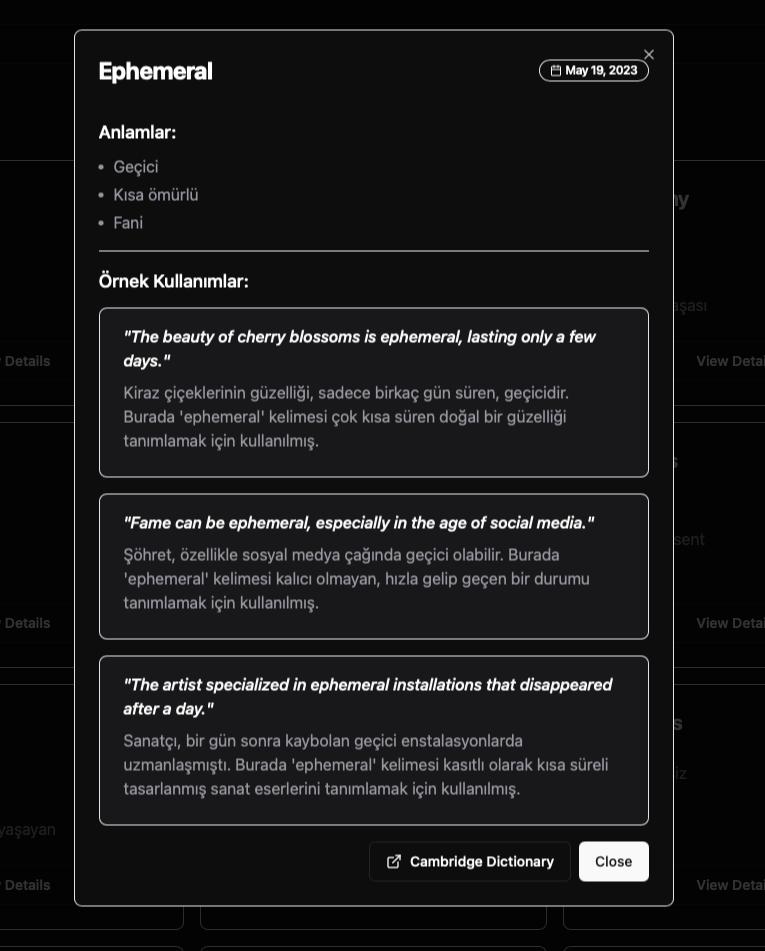 Ephemeral
May 19, 2023
Anlamlar:
Geçici
Kısa ömürlü
Fani
Örnek Kullanımlar:
"The beauty of cherry blossoms is ephemeral, lasting only a few
days."
Kiraz çiçeklerinin güzelliği, sadece birkaç gün süren, geçicidir.
Burada 'ephemeral' kelimesi çok kısa süren doğal bir güzelliği
tanımlamak için kullanılmış.
"Fame can be ephemeral, especially in the age of social media."
Şöhret, özellikle sosyal medya çağında geçici olabilir. Burada
'ephemeral' kelimesi kalıcı olmayan, hızla gelip geçen bir durumu
tanımlamak için kullanılmış.
"The artist specialized in ephemeral installations that disappeared
after a day."
Sanatçı, bir gün sonra kaybolan geçici enstalasyonlarda
uzmanlaşmıştı. Burada 'ephemeral' kelimesi kasıtlı olarak kısa süreli
tasarlanmış sanat eserlerini tanımlamak için kullanılmış.
Cambridge Dictionary
Close
Details
View Detai
Details
View Detai
yaşayan
Details
View Detai